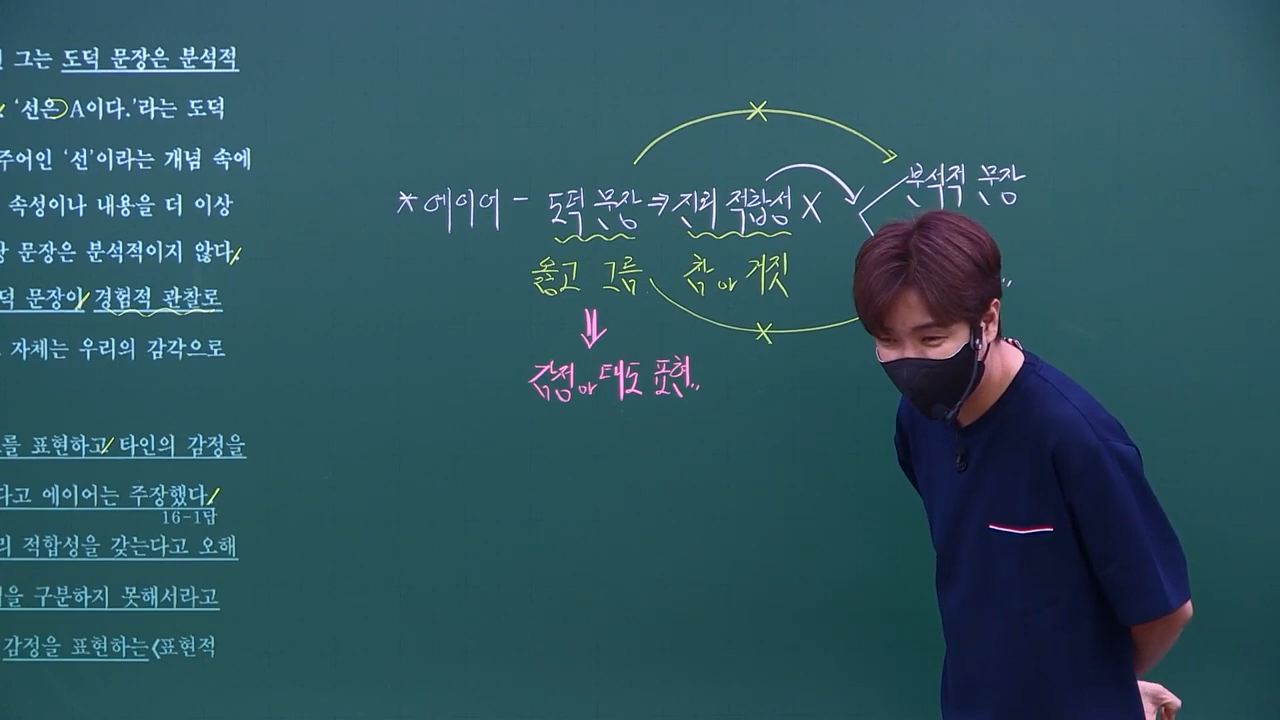 그는 도덕 문장은 분석적
'선은 A이다.'라는 도덕
주어인 '선'이라는 개념 속에
속성이나 내용을 더 이상
문장은 분석적이지 않다
덕 문장이 경험적 관찰로
자체는 우리의 감각으로
를 표현하고 타인의 감정을
다고 에이어는 주장했다
16-1답
리 적합성을 갖는다고 오해
을 구분하지 못해서라고
감정을 표현하는 <표현적
* 에이어 - 도덕 문장 ⇒ 진리 적합성 X
분석적 문장
옳고 그름
참 아 거짓
감정 아 태도 표현..